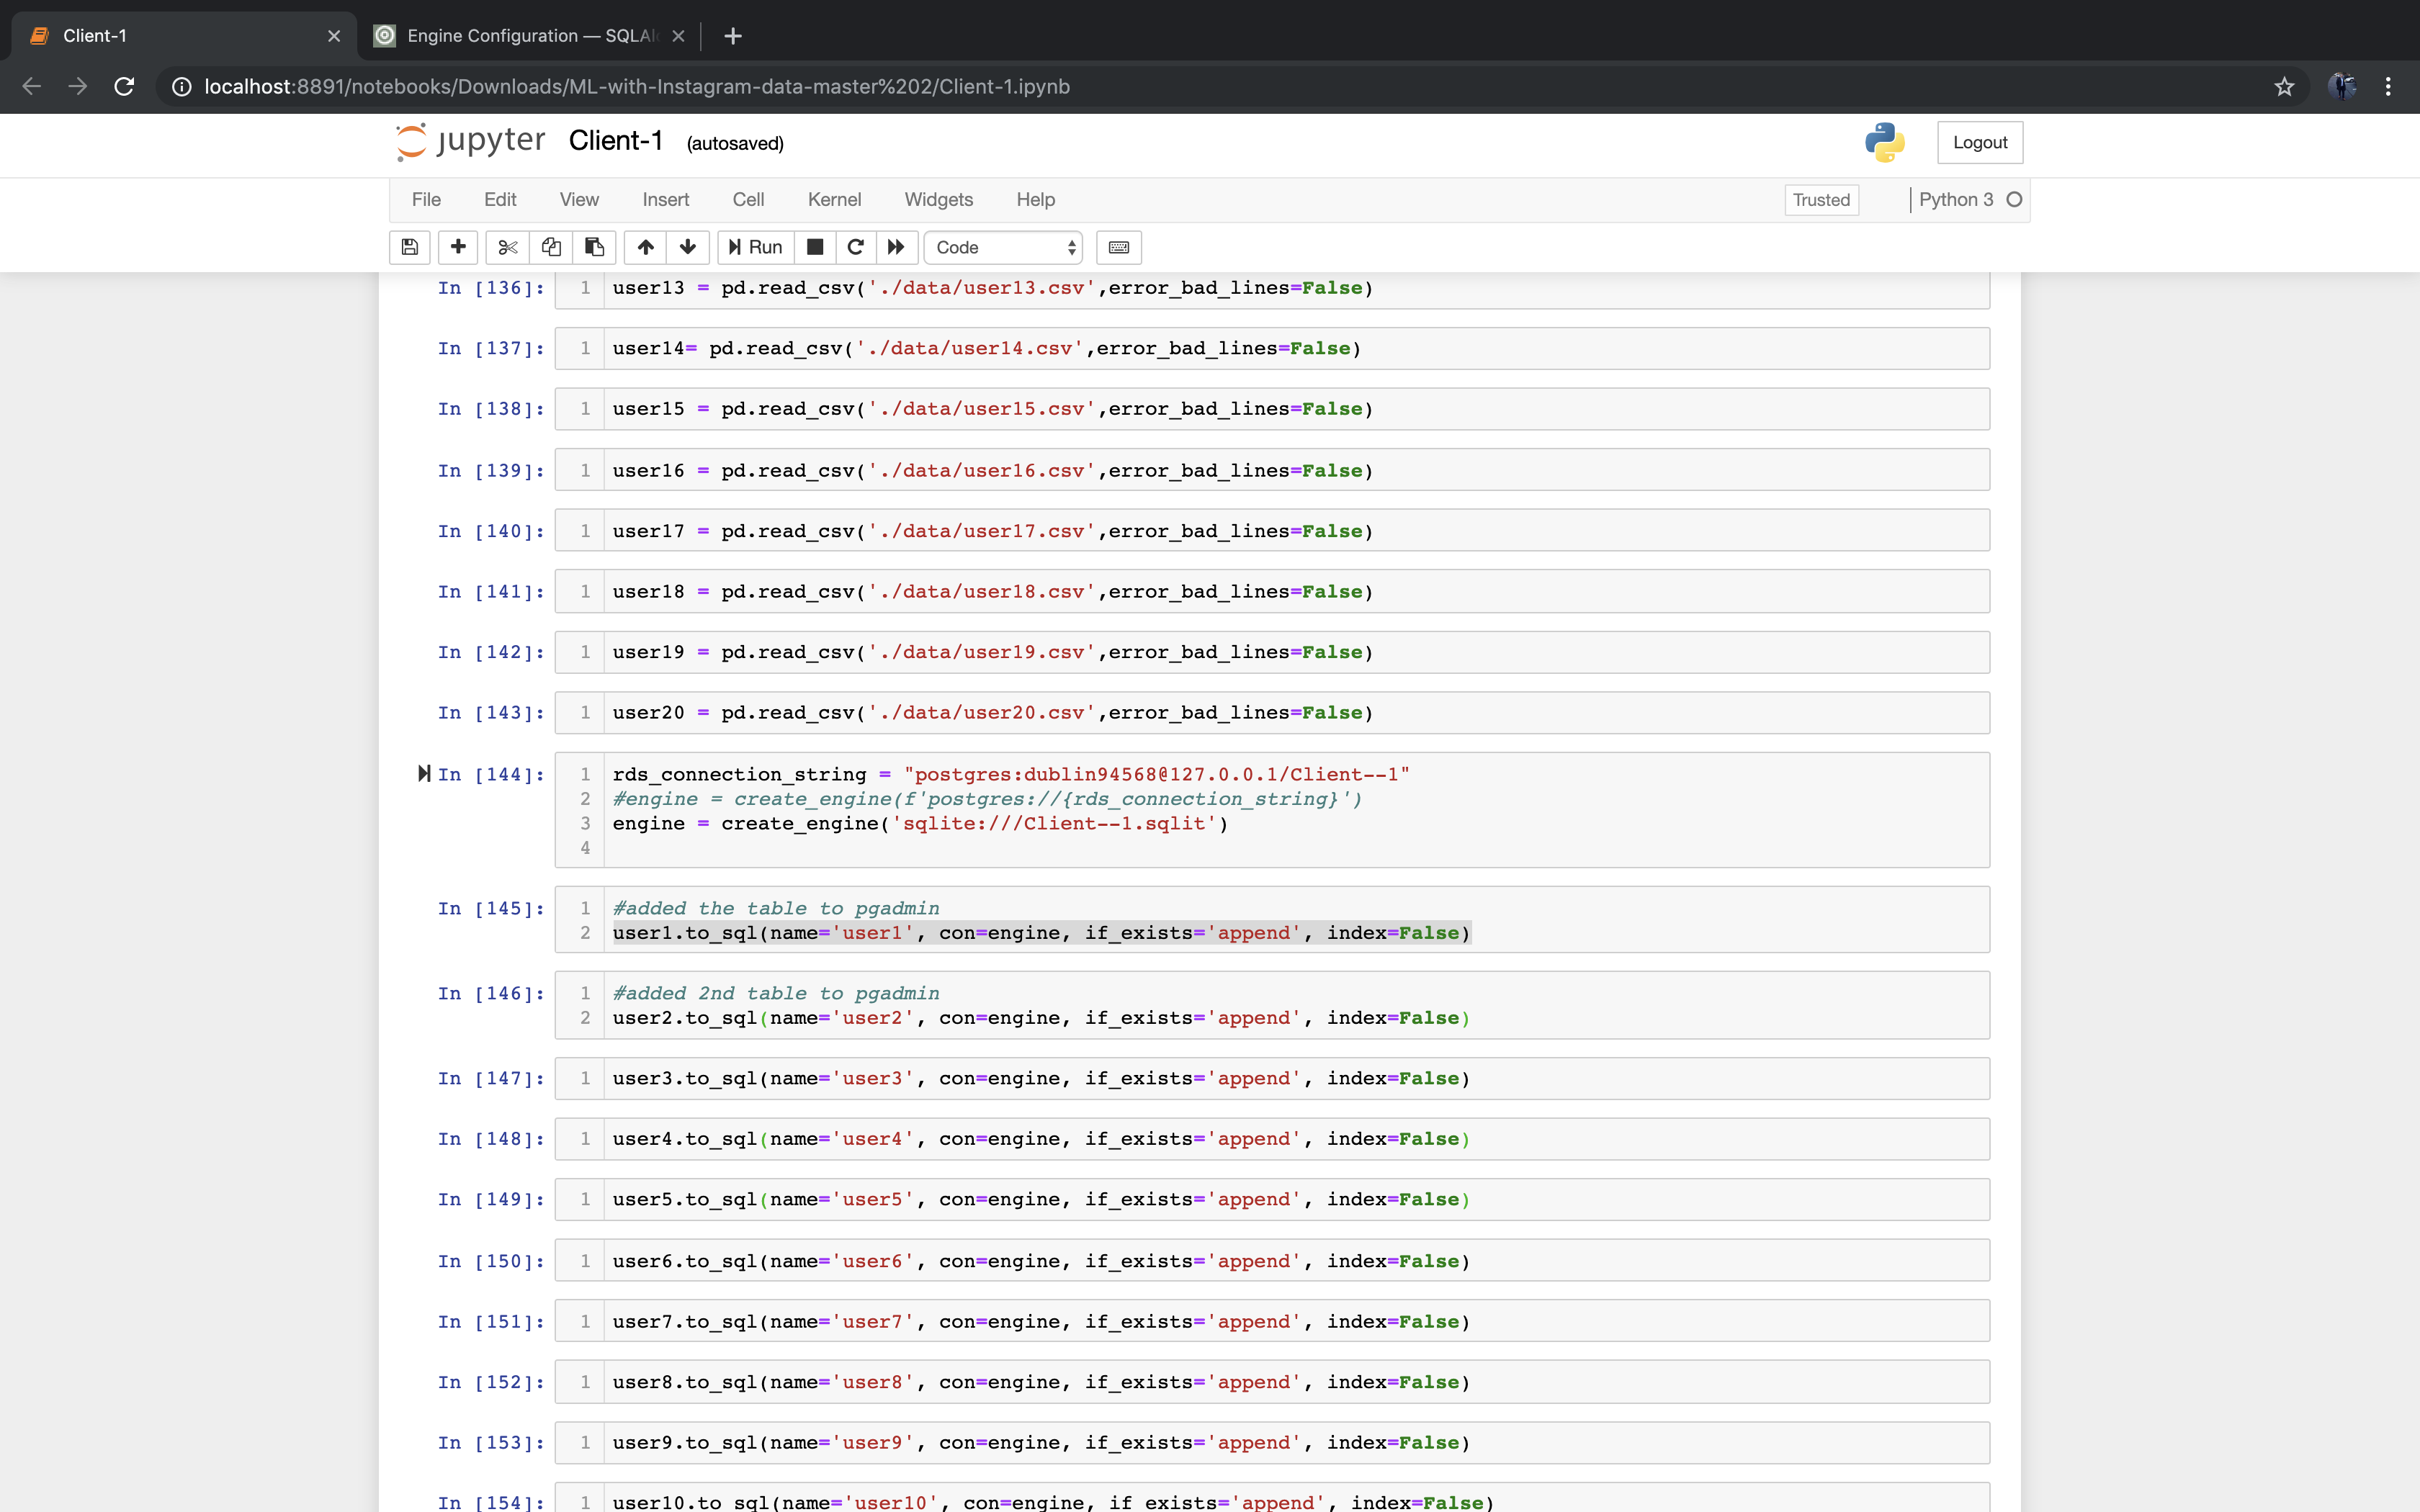 Client-1
Engine Configuration — SQLAl
localhost:8891/notebooks/Downloads/ML-with-Instagram-data-master%202/Client-1.ipynb
jupyter Client-1 (autosaved)
Logout
File Edit View Insert Cell Kernel Widgets Help Trusted Python 3
Run Code
In [136]: 1 user13 = pd.read_csv('./data/user13.csv',error_bad_lines=False)
In [137]: 1 user14= pd.read_csv('./data/user14.csv',error_bad_lines=False)
In [138]: 1 user15 = pd.read_csv('./data/user15.csv',error_bad_lines=False)
In [139]: 1 user16 = pd.read_csv('./data/user16.csv',error_bad_lines=False)
In [140]: 1 user17 = pd.read_csv('./data/user17.csv',error_bad_lines=False)
In [141]: 1 user18 = pd.read_csv('./data/user18.csv',error_bad_lines=False)
In [142]: 1 user19 = pd.read_csv('./data/user19.csv',error_bad_lines=False)
In [143]: 1 user20 = pd.read_csv('./data/user20.csv',error_bad_lines=False)
In [144]: 1 rds_connection_string = "postgres:dublin94568@127.0.0.1/Client--1"
2 #engine = create_engine(f'postgres://{rds_connection_string}')
3 engine = create_engine('sqlite:///Client--1.sqlit')
4
In [145]: 1 #added the table to pgadmin
2 user1.to_sql(name='user1', con=engine, if_exists='append', index=False)
In [146]: 1 #added 2nd table to pgadmin
2 user2.to_sql(name='user2', con=engine, if_exists='append', index=False)
In [147]: 1 user3.to_sql(name='user3', con=engine, if_exists='append', index=False)
In [148]: 1 user4.to_sql(name='user4', con=engine, if_exists='append', index=False)
In [149]: 1 user5.to_sql(name='user5', con=engine, if_exists='append', index=False)
In [150]: 1 user6.to_sql(name='user6', con=engine, if_exists='append', index=False)
In [151]: 1 user7.to_sql(name='user7', con=engine, if_exists='append', index=False)
In [152]: 1 user8.to_sql(name='user8', con=engine, if_exists='append', index=False)
In [153]: 1 user9.to_sql(name='user9', con=engine, if_exists='append', index=False)
In [154]: 1 user10.to_sql(name='user10', con=engine, if_exists='append', index=False)